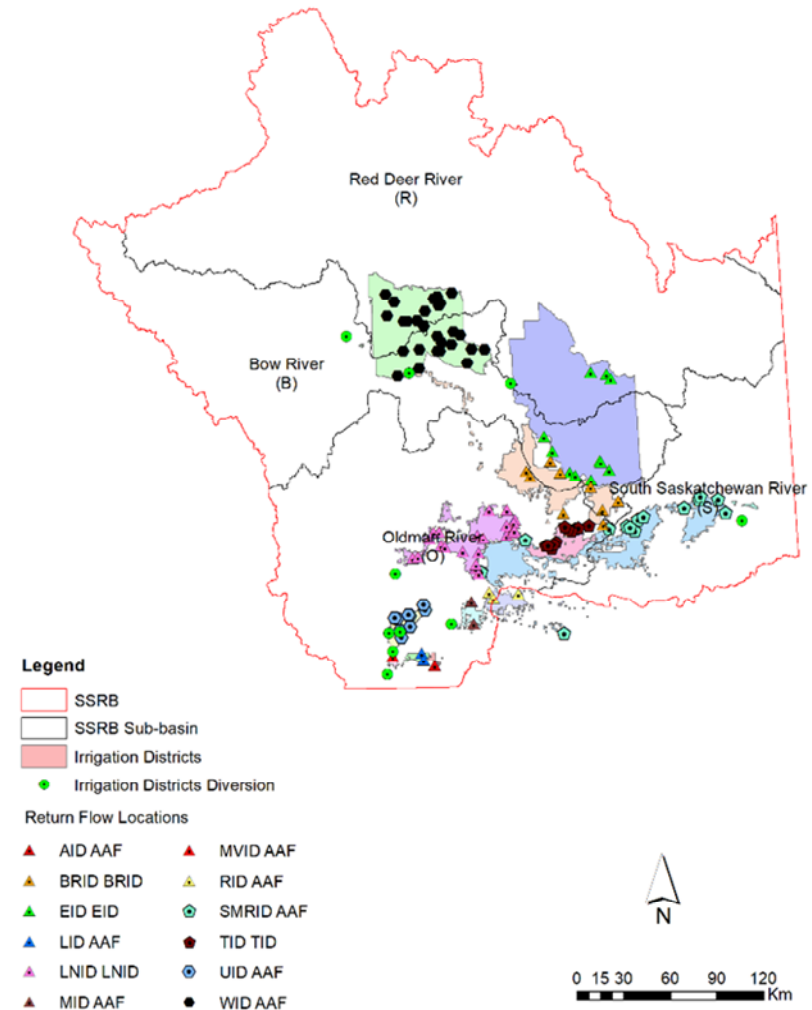 Red Deer River
(R)
Bow River
(B)
South Saskatchewan River
(S)
Oldman River
(O)
Legend
SSRB
SSRB Sub-basin
Irrigation Districts
Irrigation Districts Diversion
Return Flow Locations
AID AAF
MVID AAF
BRID BRID
RID AAF
EID EID
SMRID AAF
LID AAF
TID TID
LNID LNID
UID AAF
MID AAF
WID AAF
N
0 15 30 60 90 120
Km